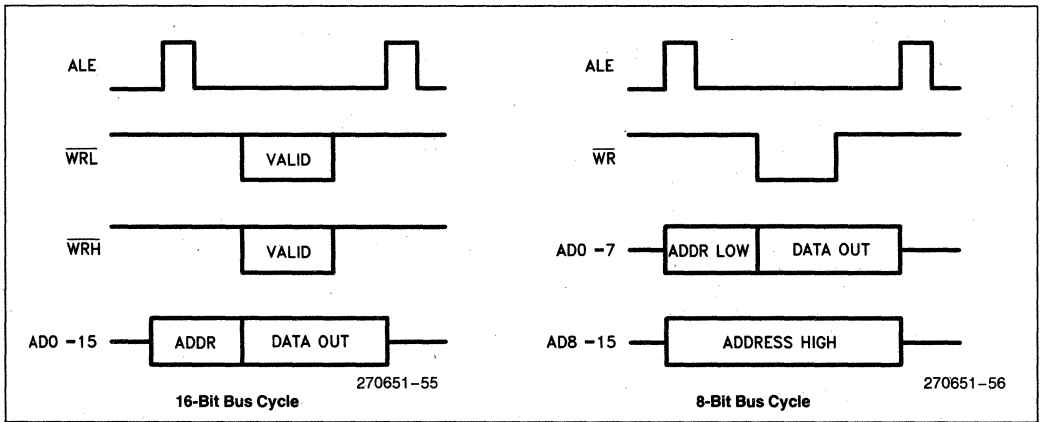 ALE
WRL
VALID
WRH
VALID
AD0 -15
ADDR
DATA OUT
270651-55
16-Bit Bus Cycle
ALE
WR
AD0 -7
ADDR LOW
DATA OUT
AD8 -15
ADDRESS HIGH
270651-56
8-Bit Bus Cycle